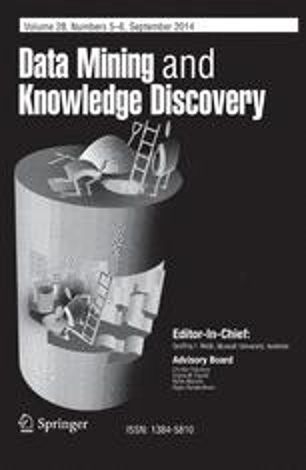 Volume 28, Numbers 5–6, September 2014
Data Mining and
Knowledge Discovery
Editor-In-Chief:
Advisory Board
Springer
ISSN: 1384-5810